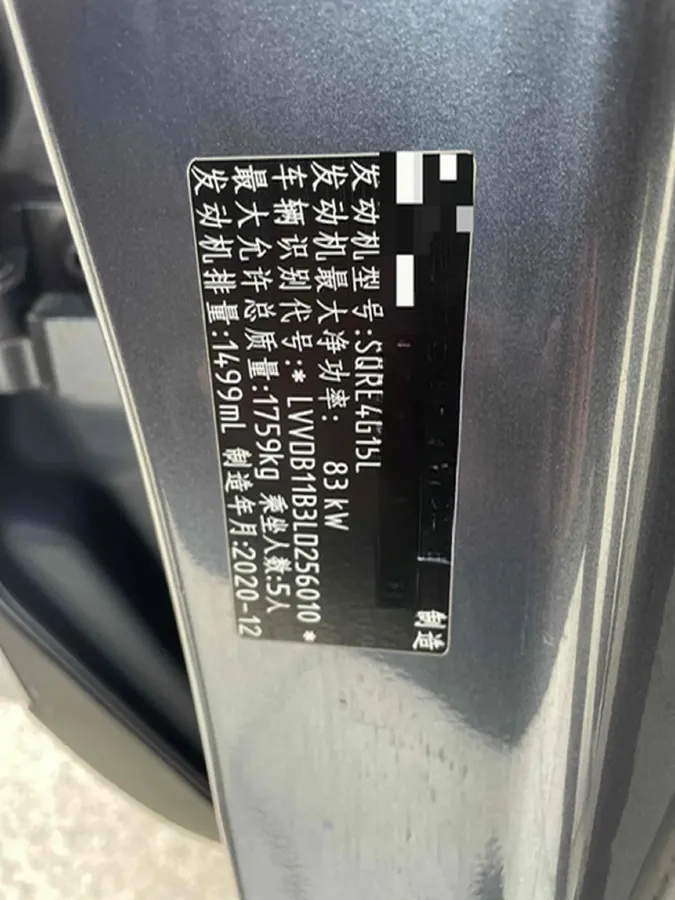 制造
发动机型号:SQRE4G15L
发动机最大净功率: 83kW
车辆识别代号:* LVVDB11B3LD256010 *
最大允许总质量:1759kg 乘坐人数:5人
发动机排量:1499mL 制造年月:2020-12